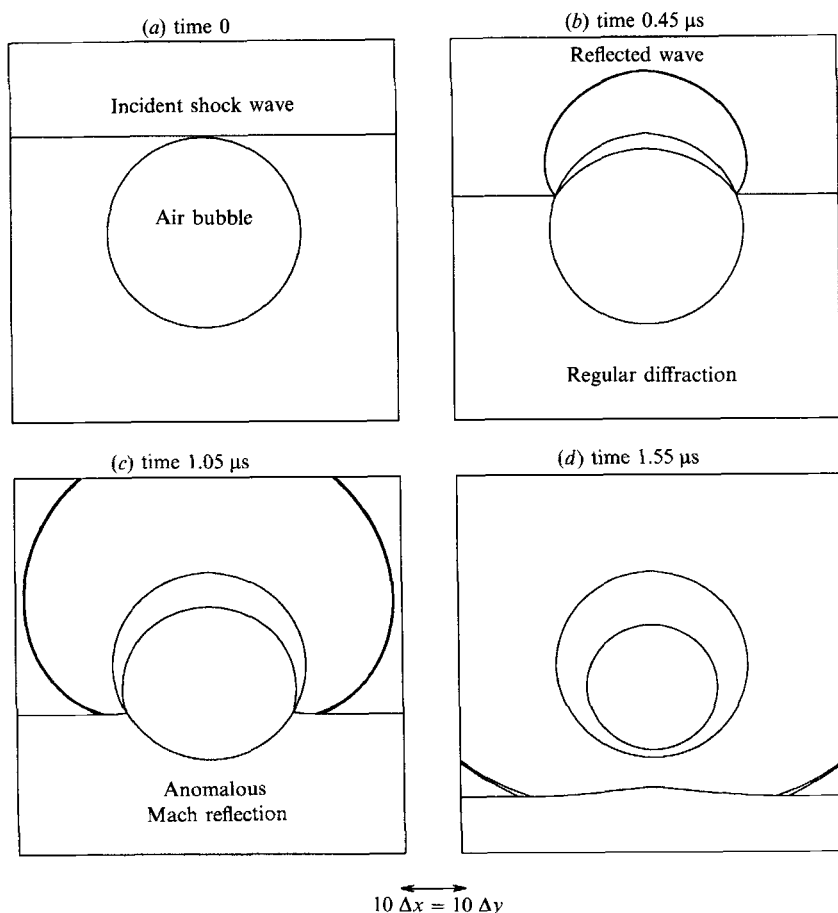 (a) time 0
Incident shock wave
Air bubble
(b) time 0.45 μs
Reflected wave
Regular diffraction
(c) time 1.05 μs
Anomalous
Mach reflection
(d) time 1.55 μs
10 Δx = 10 Δy